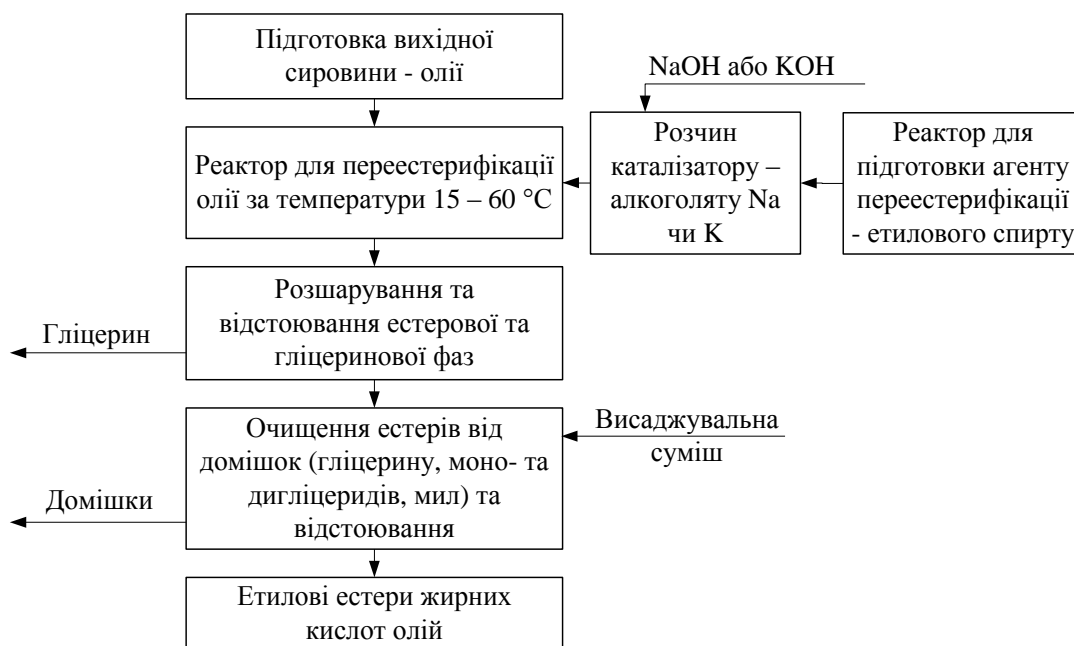 Підготовка вихідної
сировини - олії
NaOH або KOH
Реактор для переестерифікації
олії за температури 15 – 60 °C
Розчин
каталізатору –
алкоголяту Na
чи K
Реактор для
підготовки агенту
переестерифікації
- етилового спирту
Розшарування та
відстоювання естерової та
гліцеринової фаз
Гліцерин
Очищення естерів від
домішок (гліцерину, моно- та
дигліцеридів, мил) та
відстоювання
Висаджувальна
суміш
Домішки
Етилові естери жирних
кислот олій